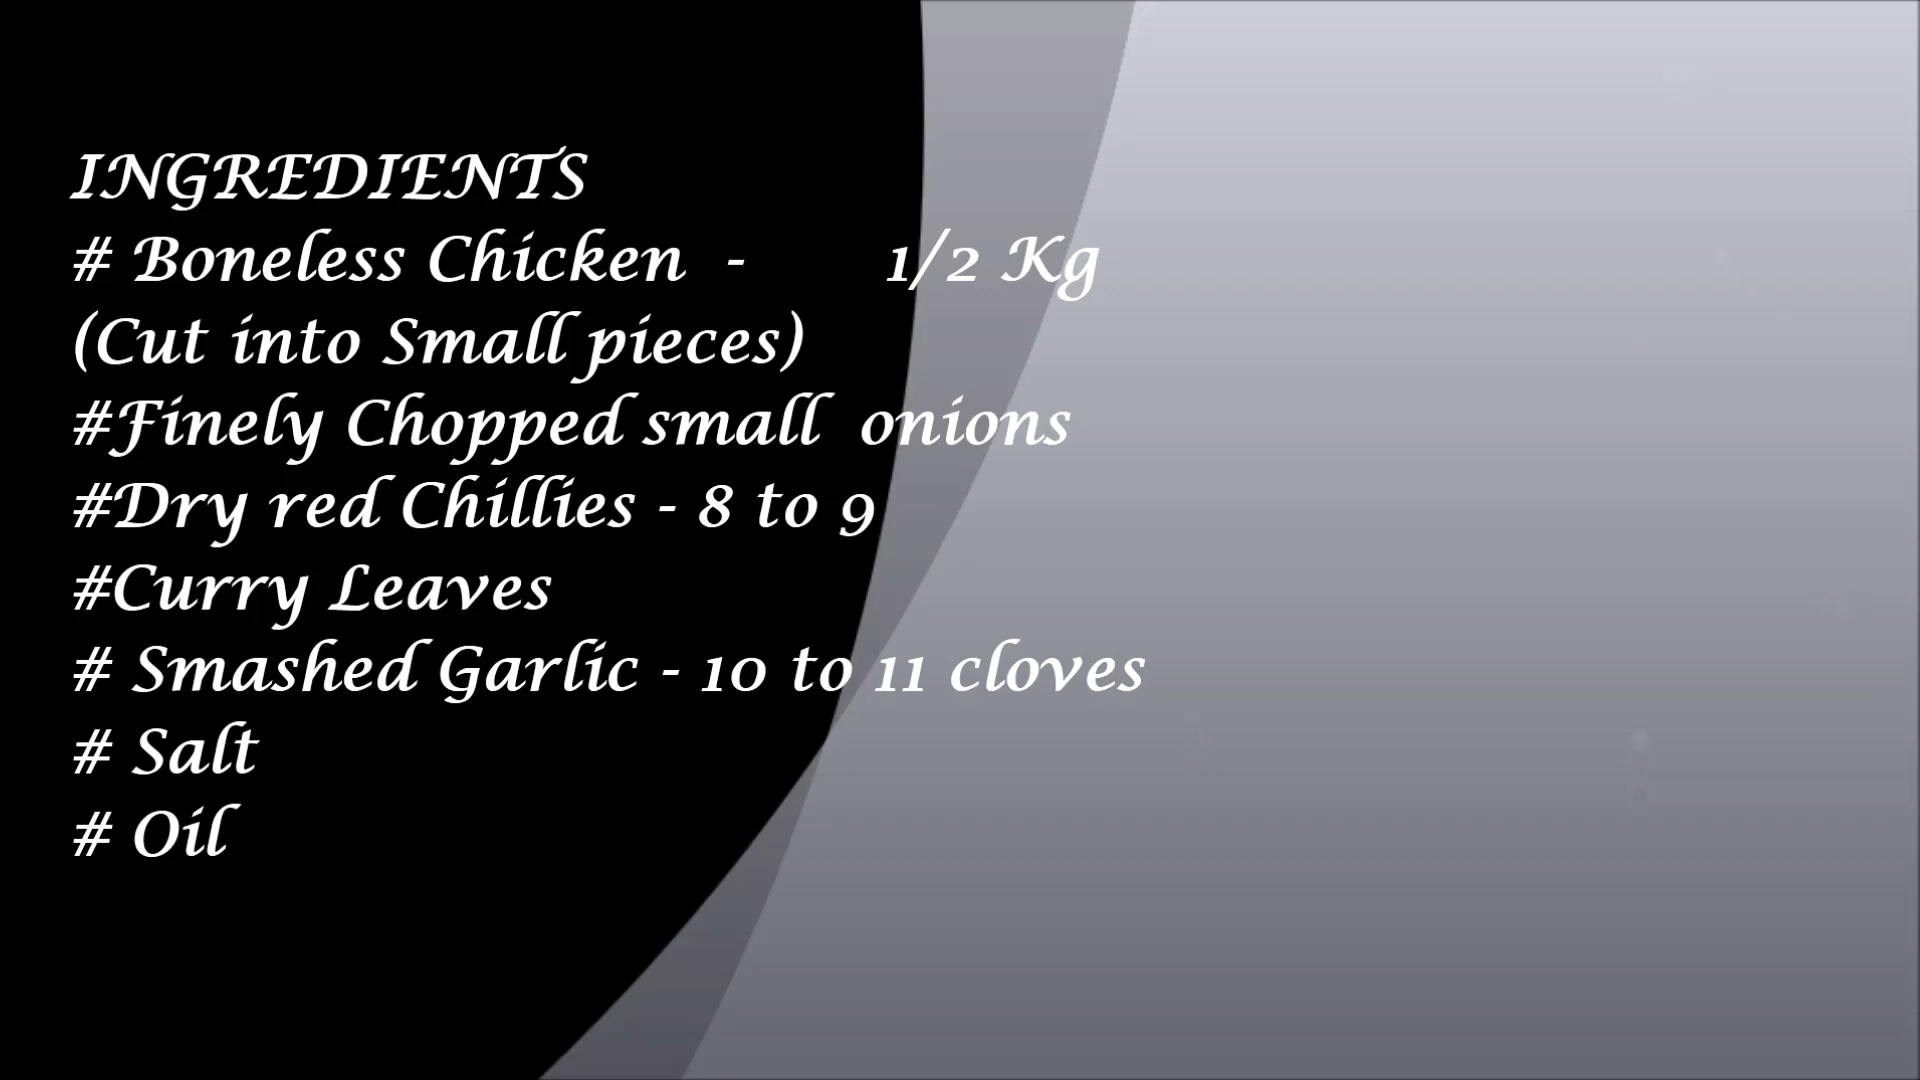 INGREDIENTS
# Boneless Chicken - 1/2 Kg
(Cut into Small pieces)
#Finely Chopped small onions
#Dry red Chillies - 8 to 9
#Curry Leaves
# Smashed Garlic - 10 to 11 cloves
# Salt
# Oil